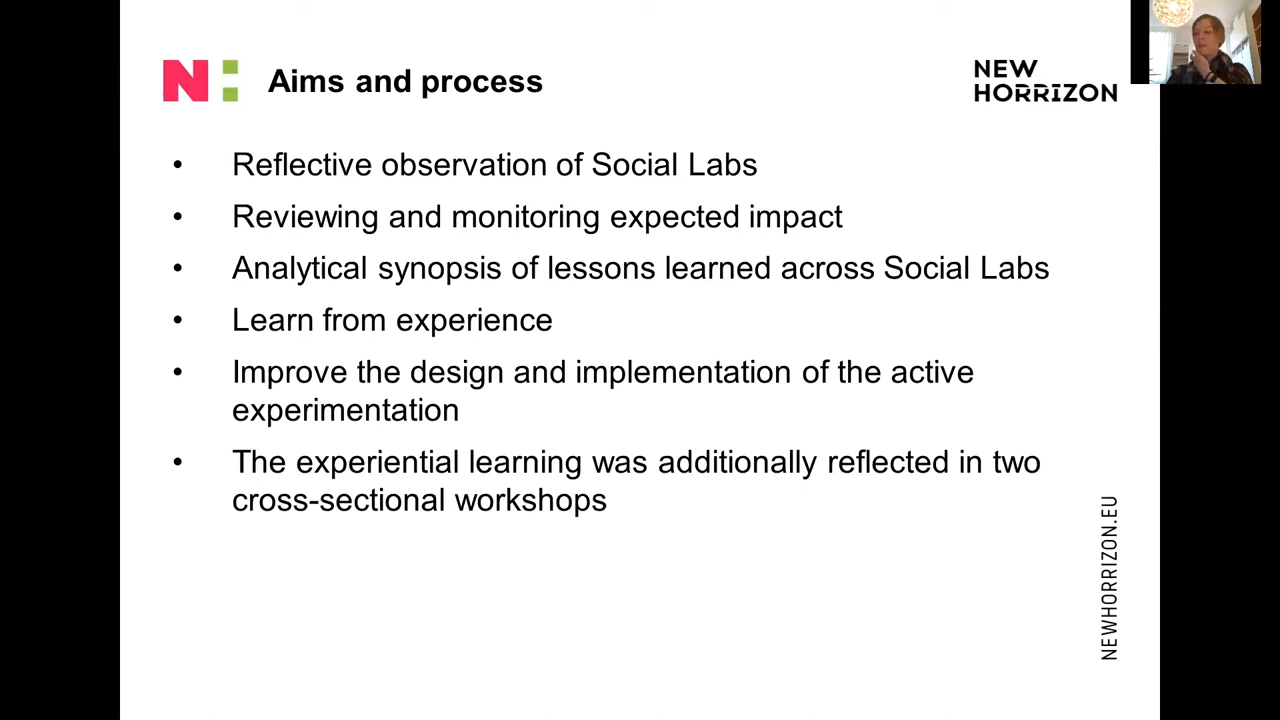 N:
Aims and process
NEW
HORRIZON
• Reflective observation of Social Labs
• Reviewing and monitoring expected impact
• Analytical synopsis of lessons learned across Social Labs
• Learn from experience
• Improve the design and implementation of the active
experimentation
• The experiential learning was additionally reflected in two
cross-sectional workshops
NEWHORRIZON.EU